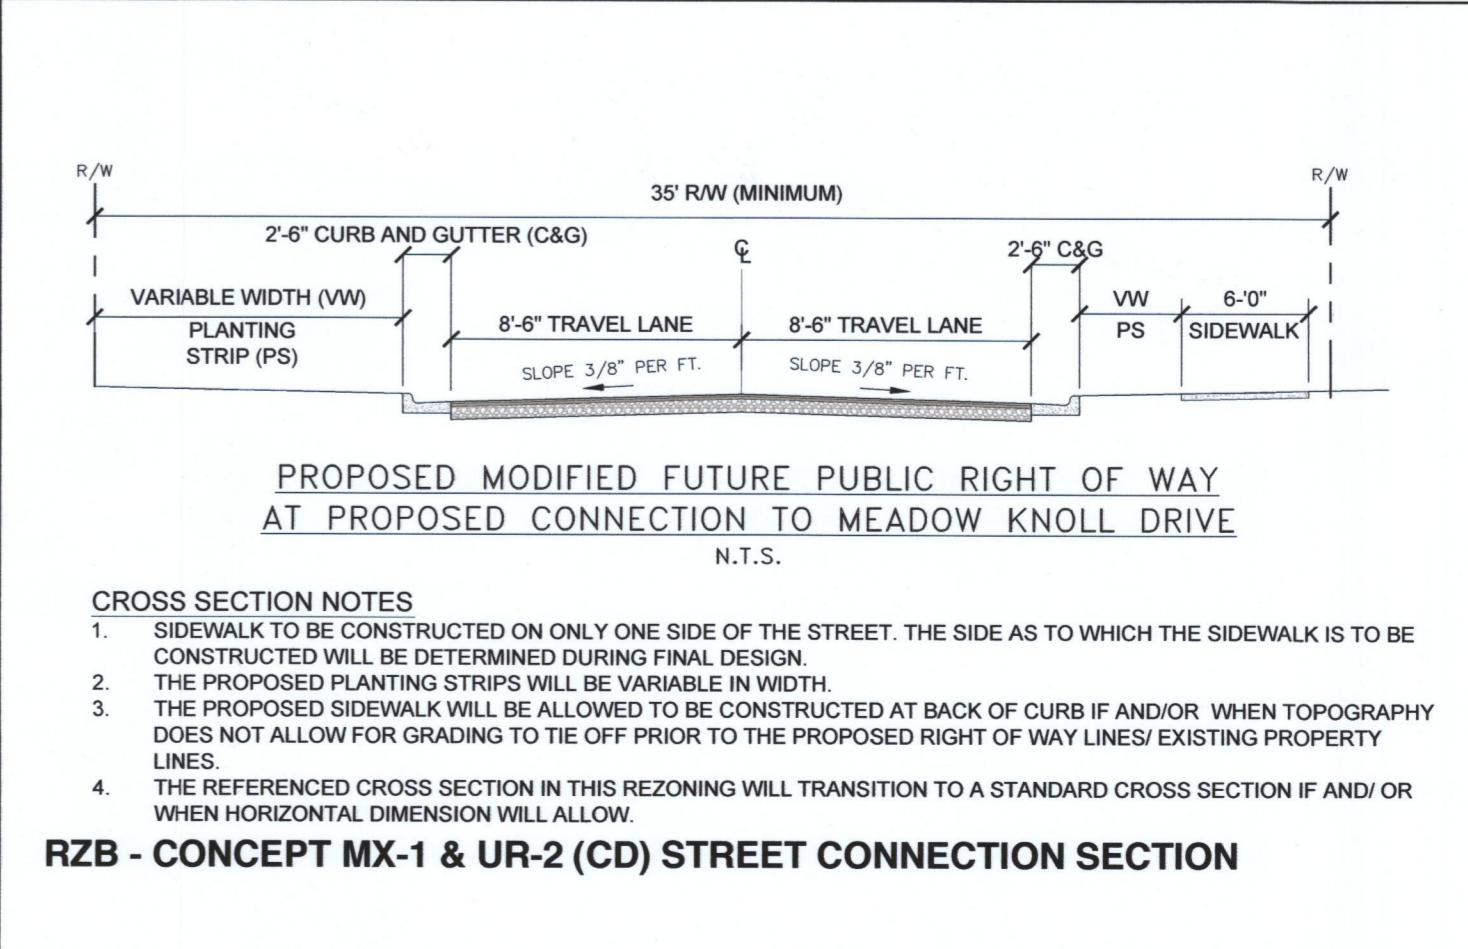 R/W
R/W
35' R/W (MINIMUM)
2'-6" CURB AND GUTTER (C&G)
℄
2'-6" C&G
VARIABLE WIDTH (VW)
PLANTING
STRIP (PS)
8'-6" TRAVEL LANE
8'-6" TRAVEL LANE
VW
PS
6-'0"
SIDEWALK
SLOPE 3/8" PER FT.
SLOPE 3/8" PER FT.
PROPOSED MODIFIED FUTURE PUBLIC RIGHT OF WAY
AT PROPOSED CONNECTION TO MEADOW KNOLL DRIVE
N.T.S.
CROSS SECTION NOTES
1. SIDEWALK TO BE CONSTRUCTED ON ONLY ONE SIDE OF THE STREET. THE SIDE AS TO WHICH THE SIDEWALK IS TO BE
CONSTRUCTED WILL BE DETERMINED DURING FINAL DESIGN.
2. THE PROPOSED PLANTING STRIPS WILL BE VARIABLE IN WIDTH.
3. THE PROPOSED SIDEWALK WILL BE ALLOWED TO BE CONSTRUCTED AT BACK OF CURB IF AND/OR WHEN TOPOGRAPHY
DOES NOT ALLOW FOR GRADING TO TIE OFF PRIOR TO THE PROPOSED RIGHT OF WAY LINES/ EXISTING PROPERTY
LINES.
4. THE REFERENCED CROSS SECTION IN THIS REZONING WILL TRANSITION TO A STANDARD CROSS SECTION IF AND/ OR
WHEN HORIZONTAL DIMENSION WILL ALLOW.
RZB - CONCEPT MX-1 & UR-2 (CD) STREET CONNECTION SECTION